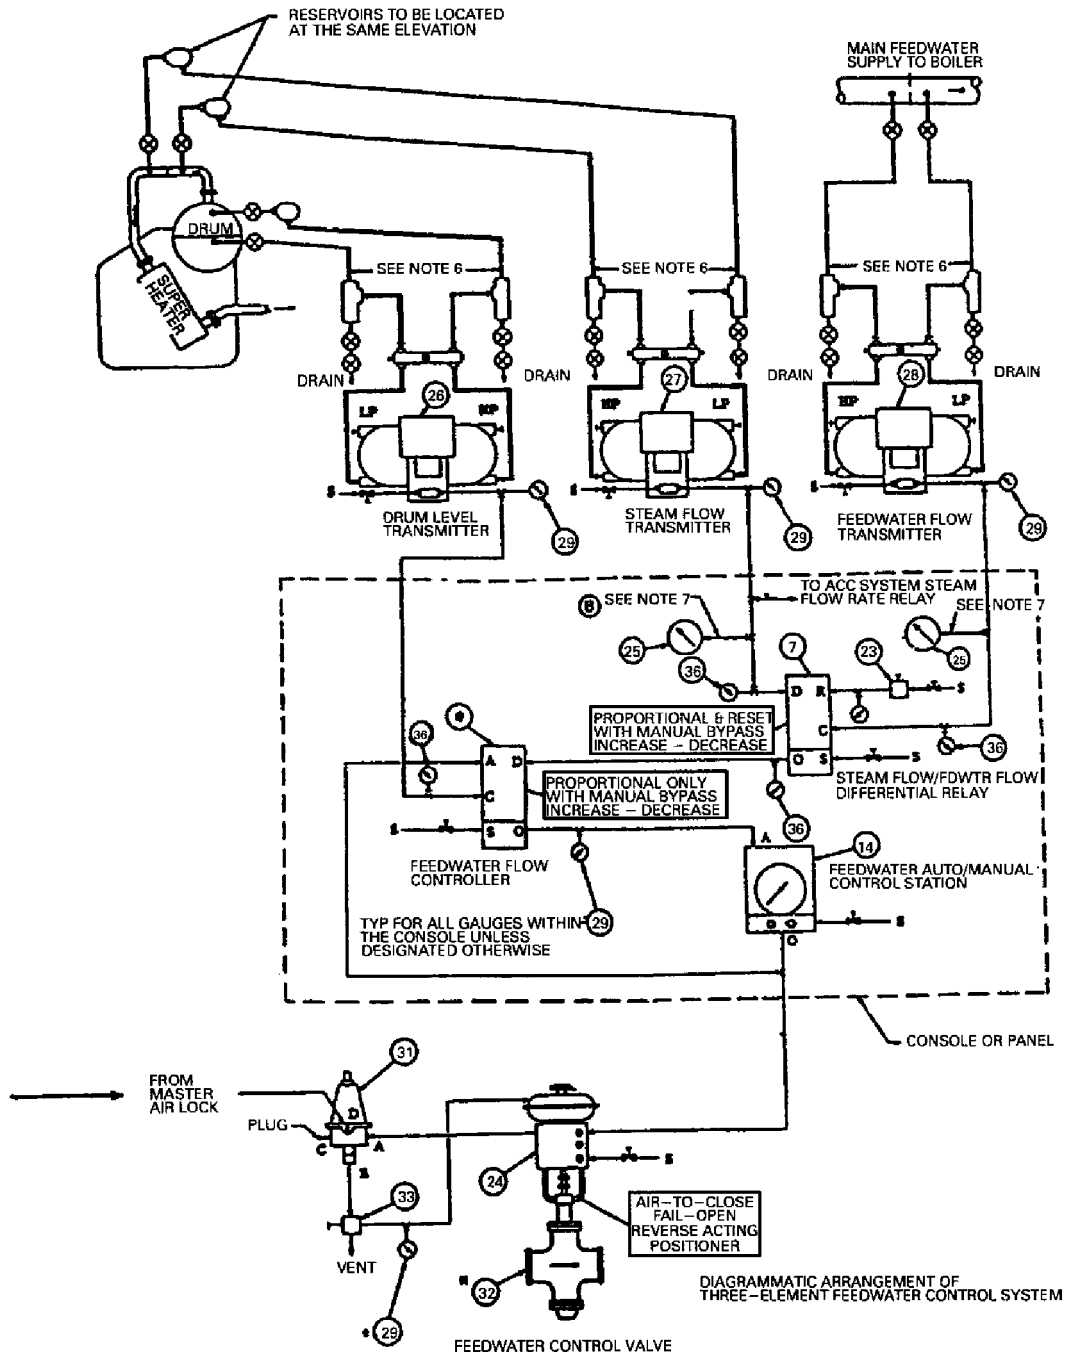 RESERVOIRS TO BE LOCATED
AT THE SAME ELEVATION
MAIN FEEDWATER
SUPPLY TO BOILER
DRUM
SUPER
HEATER
SEE NOTE 6
SEE NOTE 6
SEE NOTE 6
DRAIN
DRAIN
DRAIN
DRAIN
26
27
28
LP
HP
HP
LP
HP
LP
S
S
S
DRUM LEVEL
TRANSMITTER
29
STEAM FLOW
TRANSMITTER
29
FEEDWATER FLOW
TRANSMITTER
29
TO ACC SYSTEM STEAM
FLOW RATE RELAY
SEE NOTE 7
SEE NOTE 7
25
25
7
23
36
D
R
S
C
O
S
S
PROPORTIONAL & RESET
WITH MANUAL BYPASS
INCREASE – DECREASE
36
STEAM FLOW/FDWTR FLOW
DIFFERENTIAL RELAY
36
36
A
D
C
S
O
S
PROPORTIONAL ONLY
WITH MANUAL BYPASS
INCREASE – DECREASE
FEEDWATER FLOW
CONTROLLER
A
14
FEEDWATER AUTO/MANUAL
CONTROL STATION
S
O
TYP FOR ALL GAUGES WITHIN
THE CONSOLE UNLESS
DESIGNATED OTHERWISE
29
CONSOLE OR PANEL
31
FROM
MASTER
AIR LOCK
PLUG
D
C
A
33
VENT
29
24
S
AIR–TO–CLOSE
FAIL–OPEN
REVERSE ACTING
POSITIONER
32
DIAGRAMMATIC ARRANGEMENT OF
THREE–ELEMENT FEEDWATER CONTROL SYSTEM
FEEDWATER CONTROL VALVE